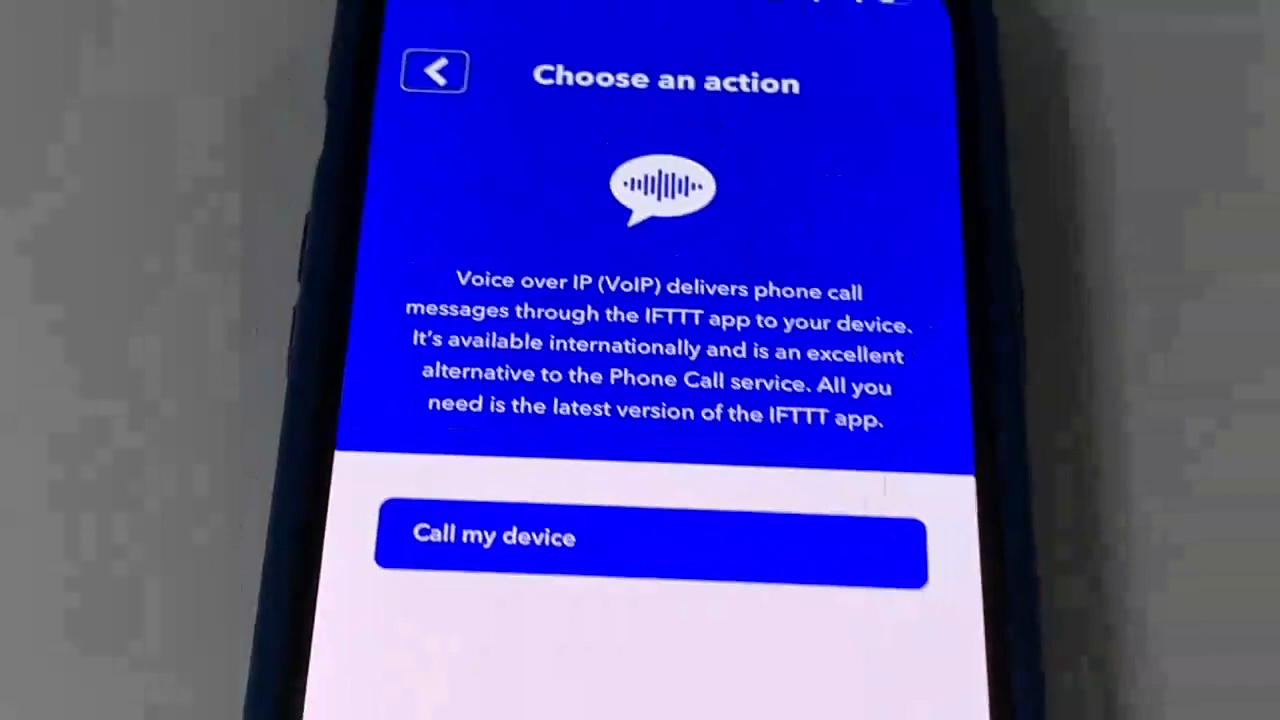 Choose an action
Voice over IP (VoIP) delivers phone call
messages through the IFTTT app to your device.
It's available internationally and is an excellent
alternative to the Phone Call service. All you
need is the latest version of the IFTTT app.
Call my device